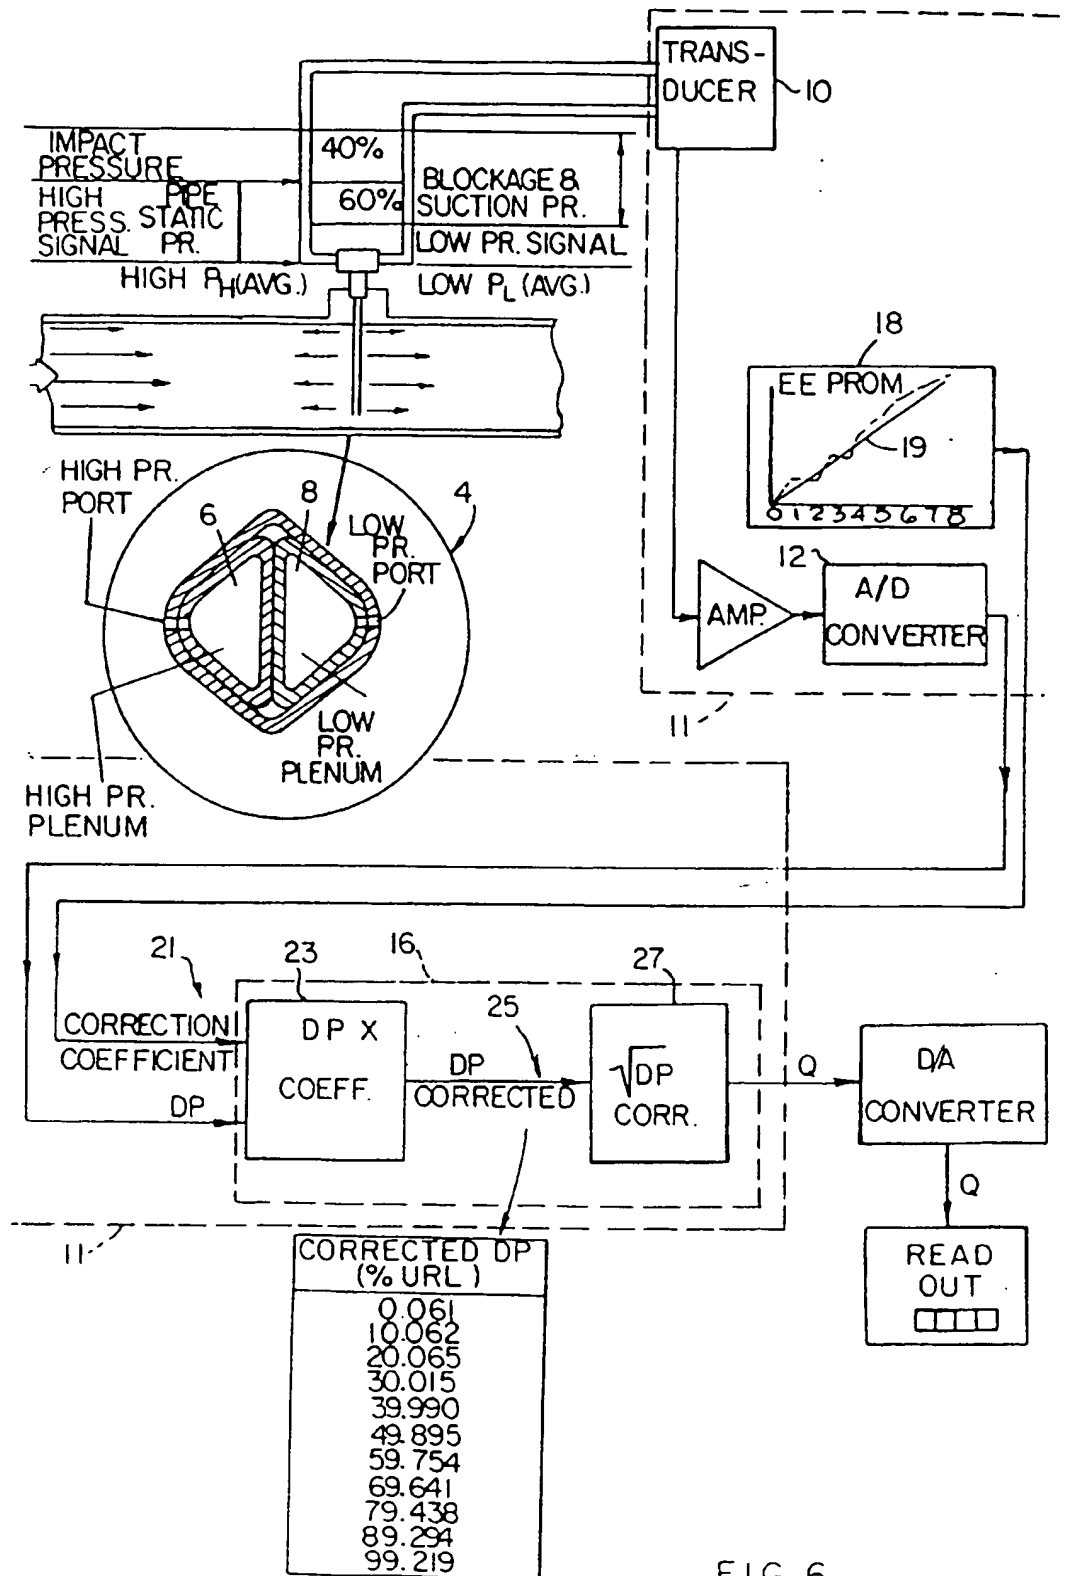 TRANS-
DUCER
10
IMPACT
PRESSURE
40%
HIGH
PRESS.
SIGNAL
PIPE
STATIC
PR.
60%
BLOCKAGE &
SUCTION PR.
LOW PR. SIGNAL
HIGH PH (AVG.)
LOW PL (AVG.)
18
EE PROM
19
0 1 2 3 4 5 6 7 8
HIGH PR.
PORT
6
8
4
LOW
PR.
PORT
12
AMP.
A/D
CONVERTER
11
LOW
PR.
PLENUM
HIGH PR.
PLENUM
21
23
16
27
25
CORRECTION
COEFFICIENT
DP
DP X
COEFF.
DP
CORRECTED
√DP
CORR.
Q
D/A
CONVERTER
Q
READ
OUT
11
CORRECTED DP
(% URL)
0.061
10.062
20.065
30.015
39.990
49.895
59.754
69.641
79.438
89.294
99.219
FIG. 6